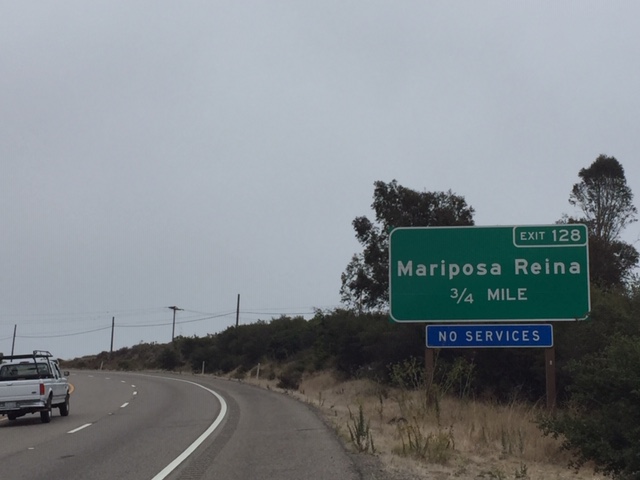 EXIT 128
Mariposa Reina
3/4 MILE
NO SERVICES